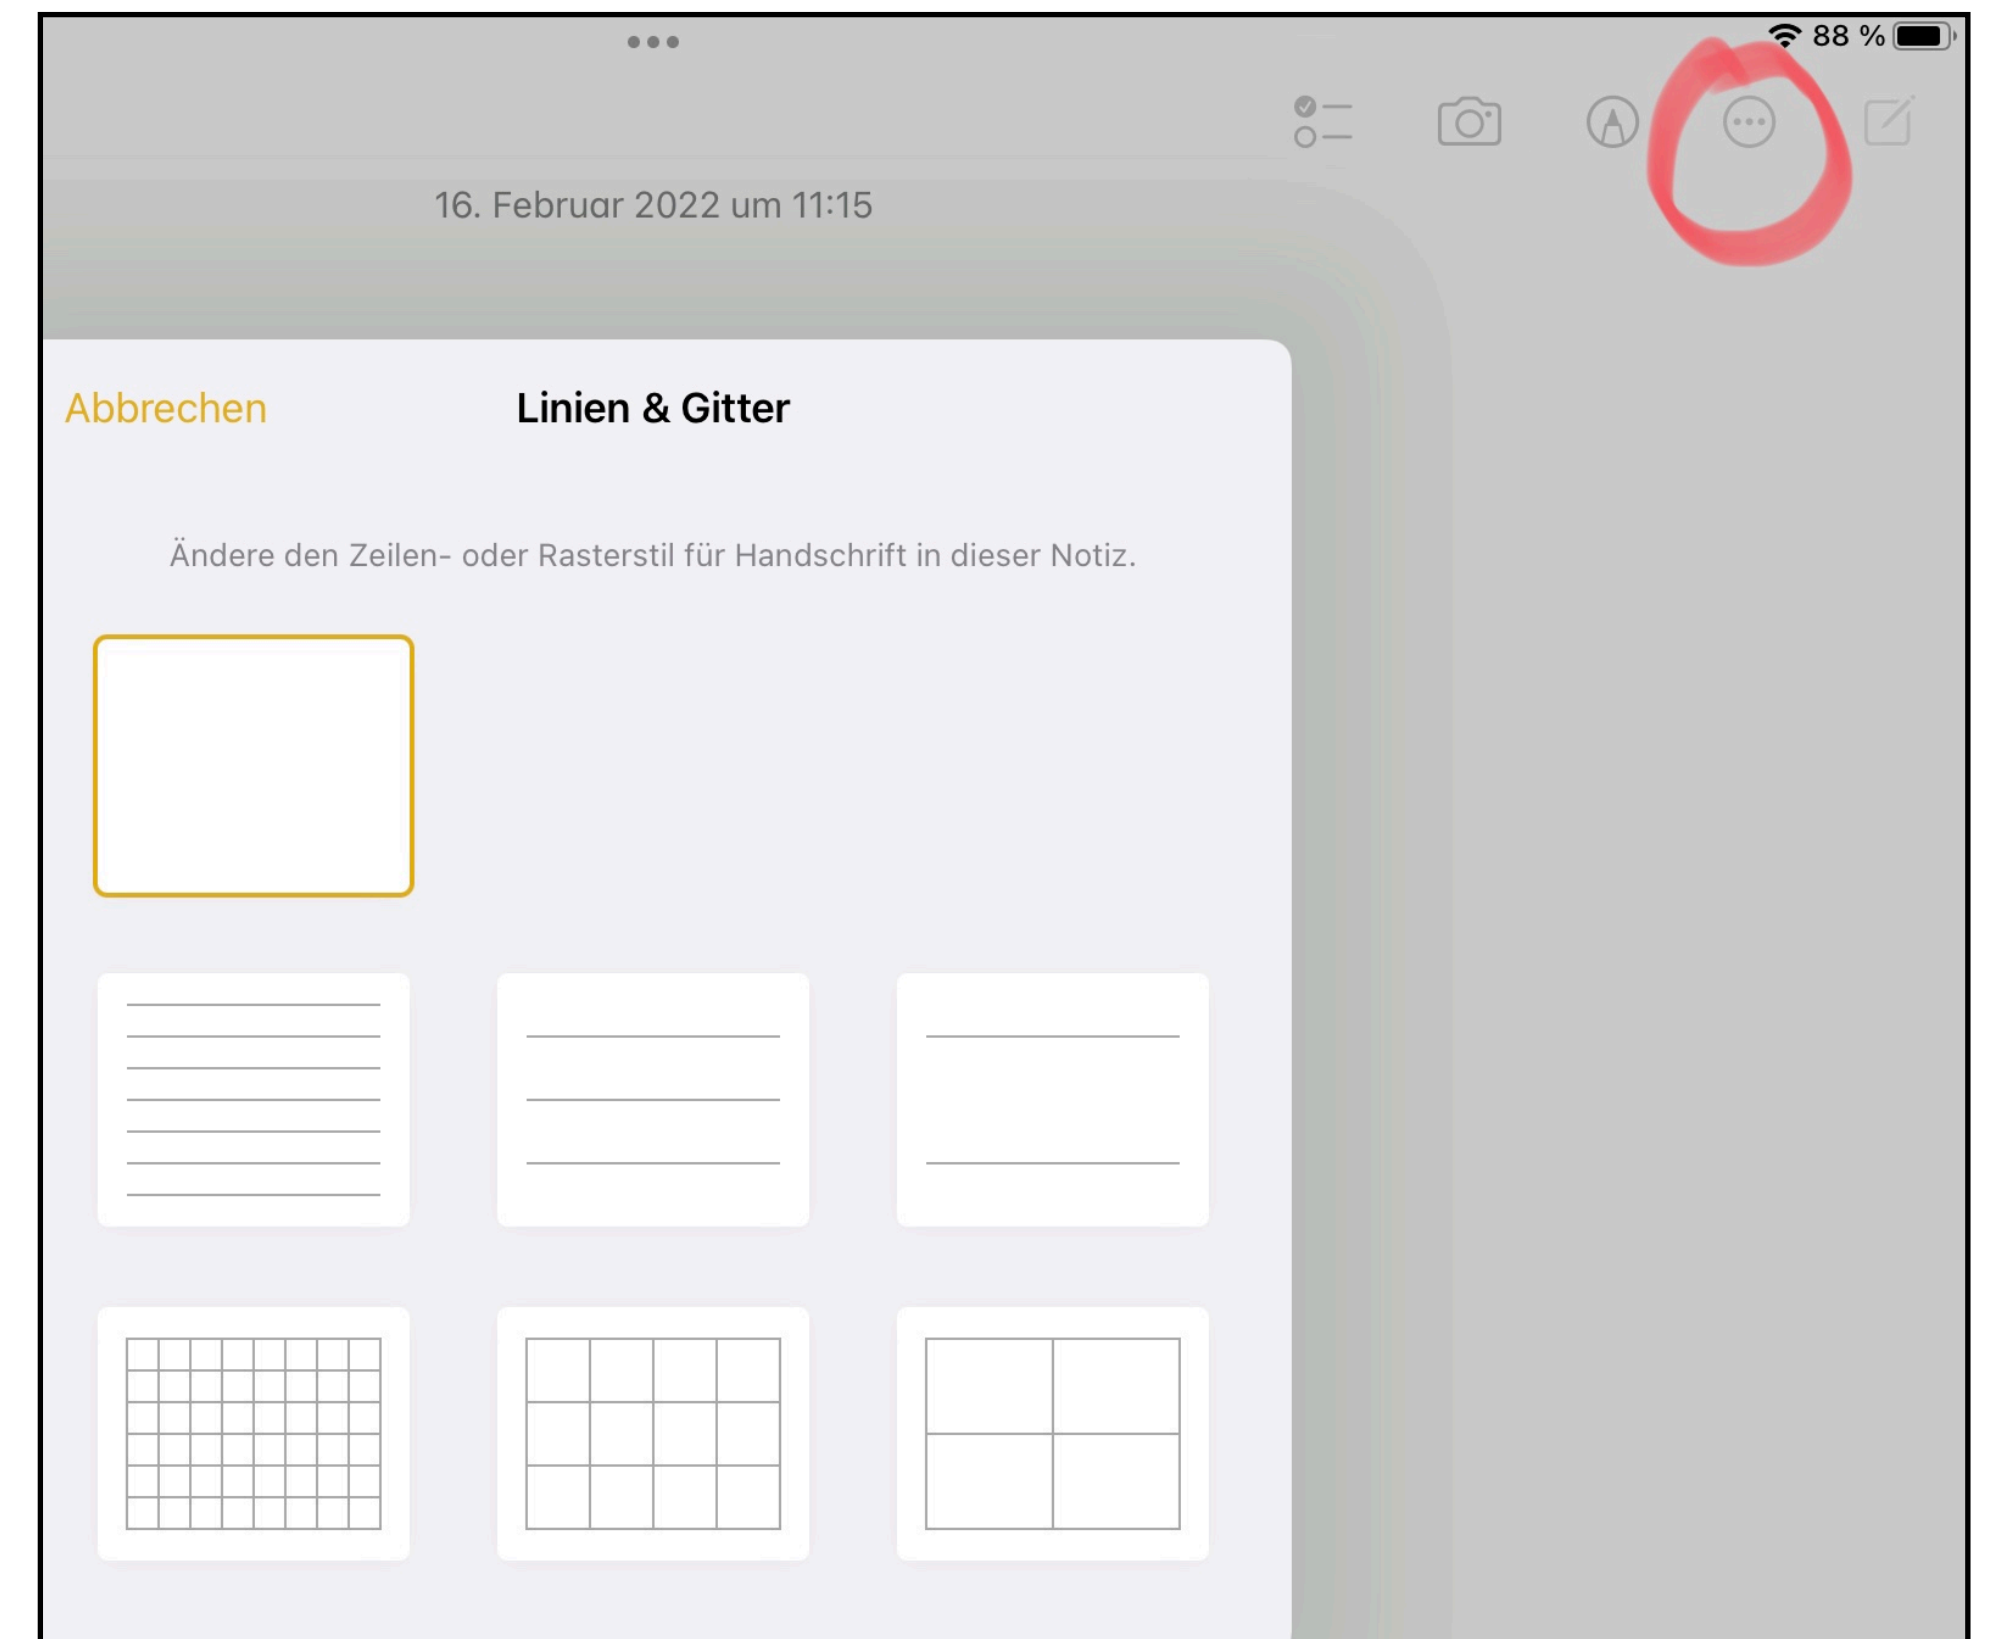 88 %
16. Februar 2022 um 11:15
Abbrechen
Linien & Gitter
Ändere den Zeilen- oder Rasterstil für Handschrift in dieser Notiz.